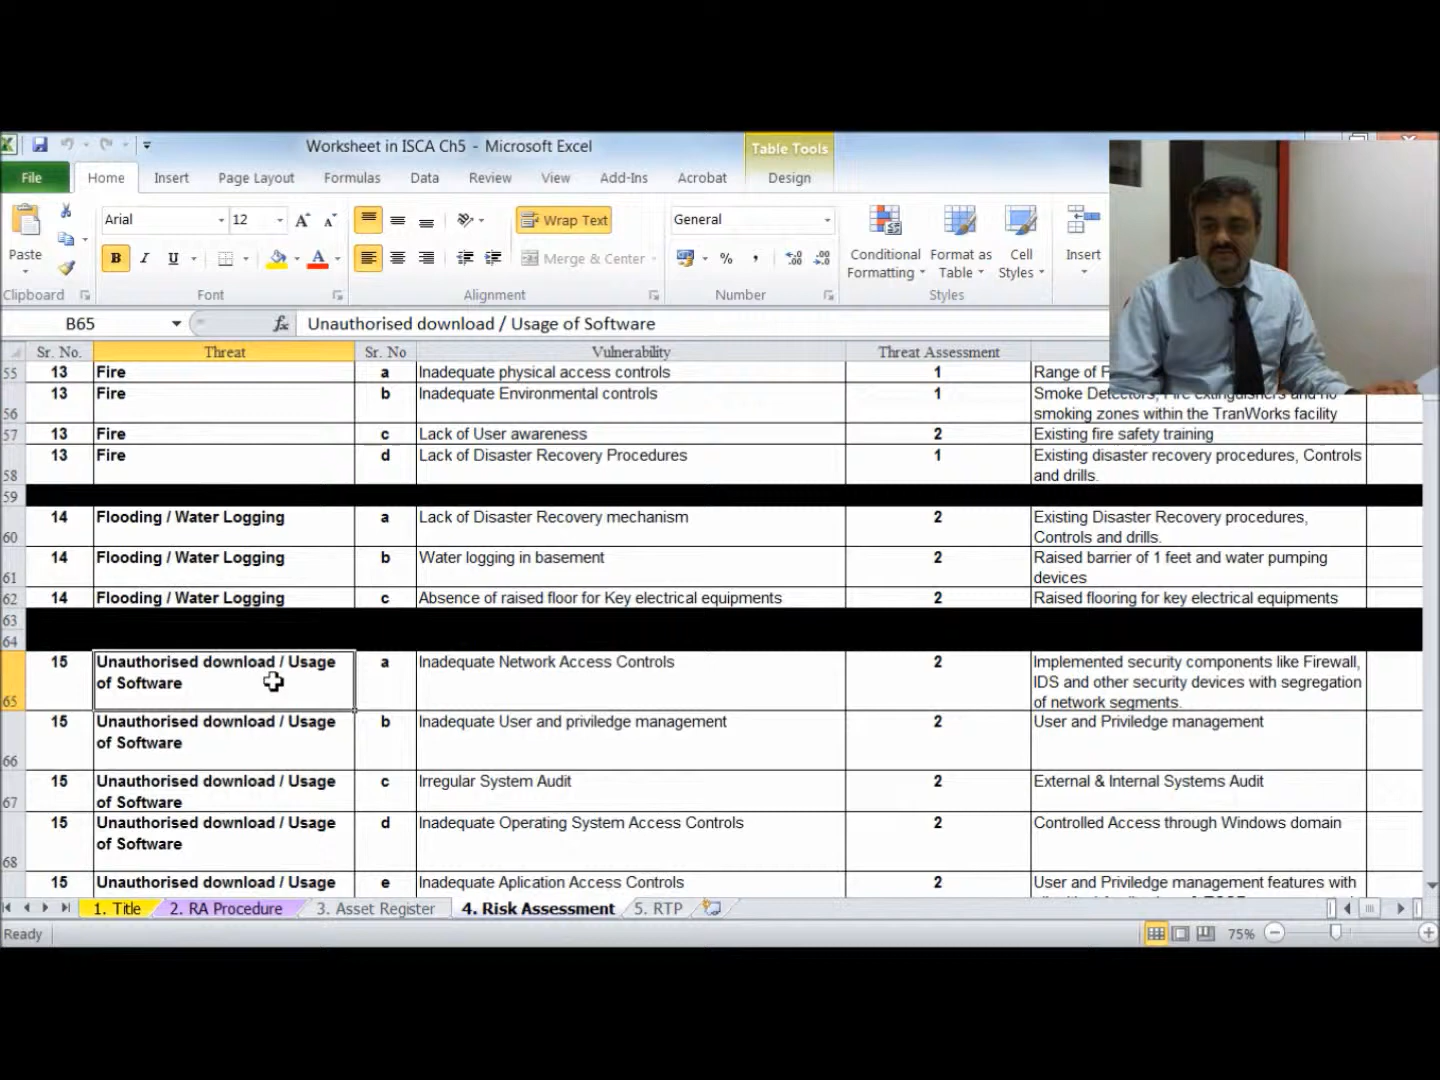 Worksheet in ISCA Ch5 - Microsoft Excel
Table Tools
File Home Insert Page Layout Formulas Data Review View Add-Ins Acrobat Design
Arial 12 Wrap Text General
Paste B I U Merge & Center % , Conditional Formatting Format as Table Cell Styles Insert
Clipboard Font Alignment Number Styles
B65 fx Unauthorised download / Usage of Software
Sr. No. Threat Sr. No Vulnerability Threat Assessment
55 13 Fire a Inadequate physical access controls 1 Range of
56 13 Fire b Inadequate Environmental controls 1 Smoke Detectors, Fire extinguishers and no
smoking zones within the TranWorks facility
57 13 Fire c Lack of User awareness 2 Existing fire safety training
58 13 Fire d Lack of Disaster Recovery Procedures 1 Existing disaster recovery procedures, Controls
and drills.
59
60 14 Flooding / Water Logging a Lack of Disaster Recovery mechanism 2 Existing Disaster Recovery procedures,
Controls and drills.
61 14 Flooding / Water Logging b Water logging in basement 2 Raised barrier of 1 feet and water pumping
devices
62 14 Flooding / Water Logging c Absence of raised floor for Key electrical equipments 2 Raised flooring for key electrical equipments
63
64
65 15 Unauthorised download / Usage a Inadequate Network Access Controls 2 Implemented security components like Firewall,
of Software IDS and other security devices with segregation
of network segments.
66 15 Unauthorised download / Usage b Inadequate User and priviledge management 2 User and Priviledge management
of Software
67 15 Unauthorised download / Usage c Irregular System Audit 2 External & Internal Systems Audit
of Software
68 15 Unauthorised download / Usage d Inadequate Operating System Access Controls 2 Controlled Access through Windows domain
of Software
15 Unauthorised download / Usage e Inadequate Aplication Access Controls 2 User and Priviledge management features with
1. Title 2. RA Procedure 3. Asset Register 4. Risk Assessment 5. RTP
Ready 75%